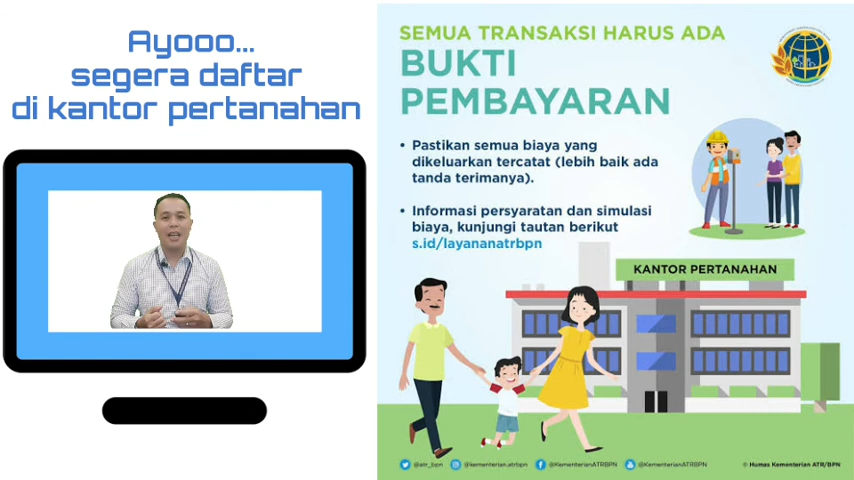 Ayooo...
segera daftar
di kantor pertanahan
SEMUA TRANSAKSI HARUS ADA
BUKTI
PEMBAYARAN
• Pastikan semua biaya yang
dikeluarkan tercatat (lebih baik ada
tanda terimanya).
• Informasi persyaratan dan simulasi
biaya, kunjungi tautan berikut
s.id/layananatrbpn
KANTOR PERTANAHAN
@atr_bpn @kementerian.atrbpn @KementerianATRBPN @KementerianATRBPN © Humas Kementerian ATR/BPN